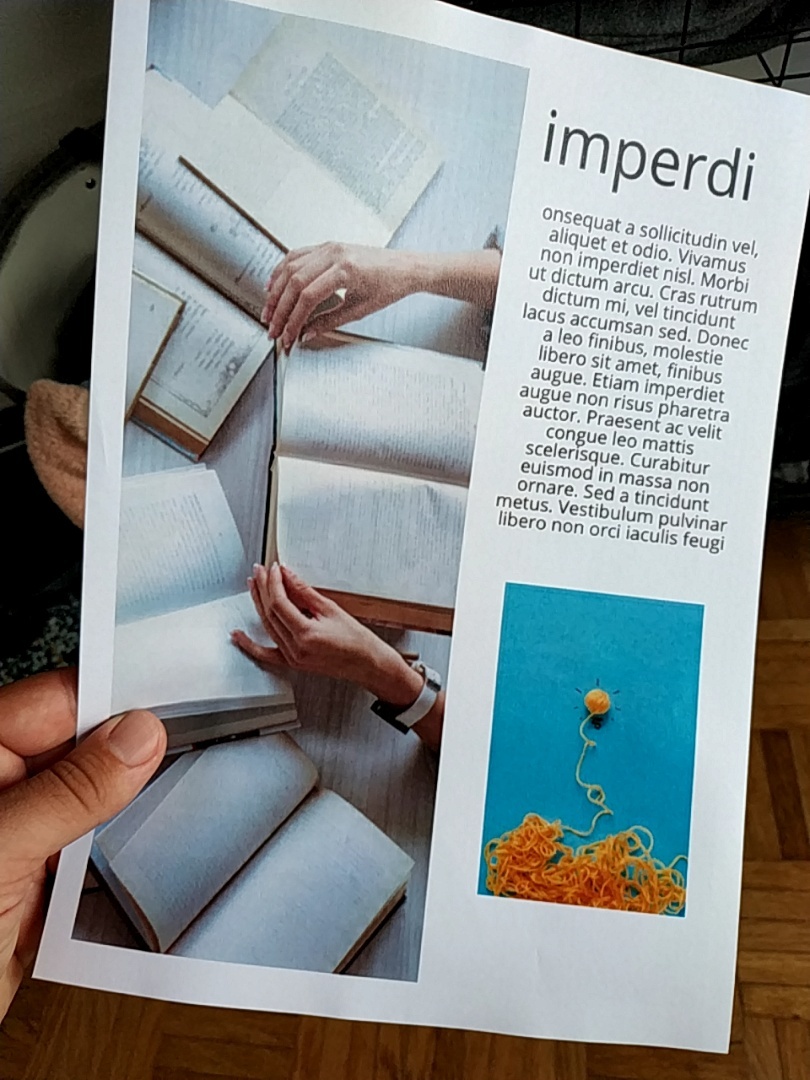 imperdi
onsequat a sollicitudin vel,
aliquet et odio. Vivamus
non imperdiet nisl. Morbi
ut dictum arcu. Cras rutrum
dictum mi, vel tincidunt
lacus accumsan sed. Donec
a leo finibus, molestie
libero sit amet, finibus
augue. Etiam imperdiet
augue non risus pharetra
auctor. Praesent ac velit
congue leo mattis
scelerisque. Curabitur
euismod in massa non
ornare. Sed a tincidunt
metus. Vestibulum pulvinar
libero non orci iaculis feugi